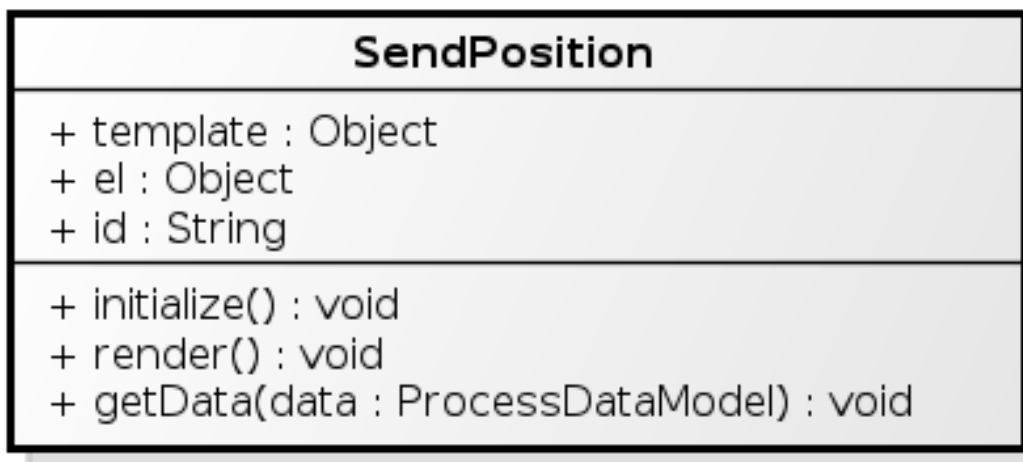 SendPosition
+ template : Object
+ el : Object
+ id : String
+ initialize() : void
+ render() : void
+ getData(data : ProcessDataModel) : void